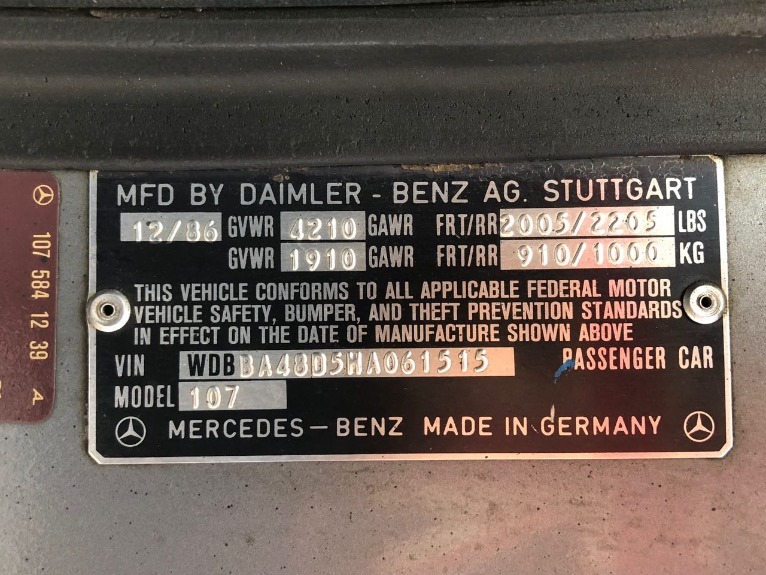 MFD BY DAIMLER - BENZ AG. STUTTGART
12/86 GVWR 4210 GAWR FRT/RR 2005/2205 LBS
GVWR 1910 GAWR FRT/RR 910/1000 KG
THIS VEHICLE CONFORMS TO ALL APPLICABLE FEDERAL MOTOR
VEHICLE SAFETY, BUMPER, AND THEFT PREVENTION STANDARDS
IN EFFECT ON THE DATE OF MANUFACTURE SHOWN ABOVE
VIN WDBBA48D5HA061515 PASSENGER CAR
MODEL 107
MERCEDES - BENZ MADE IN GERMANY
107 584 12 39 A